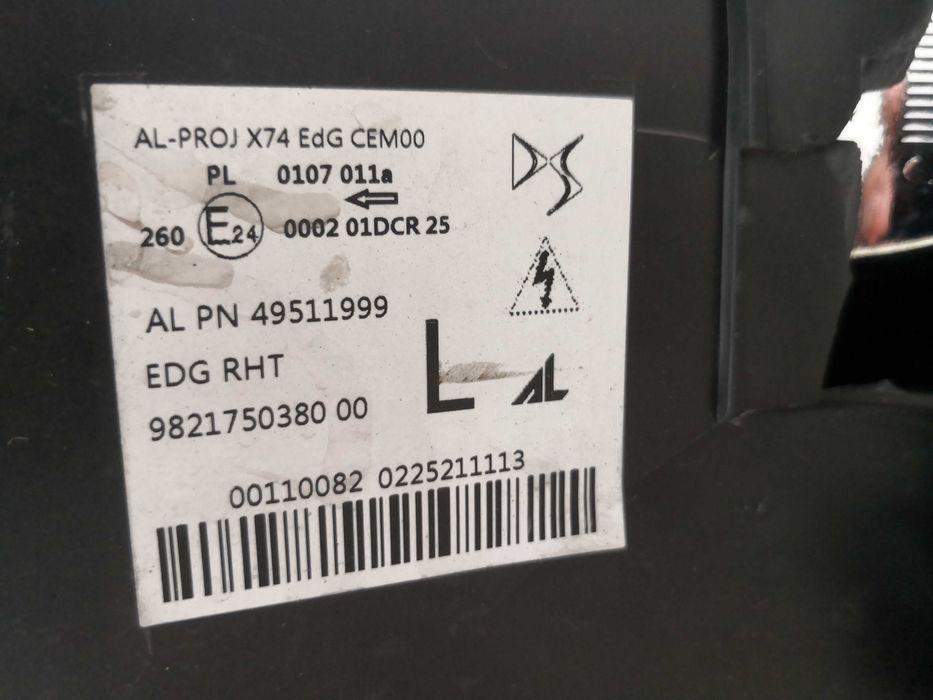 AL-PROJ X74 EdG CEM00
DS
PL 0107 011a
260 E24 0002 01DCR 25
AL PN 49511999
EDG RHT
L AL
9821750380 00
00110082 0225211113